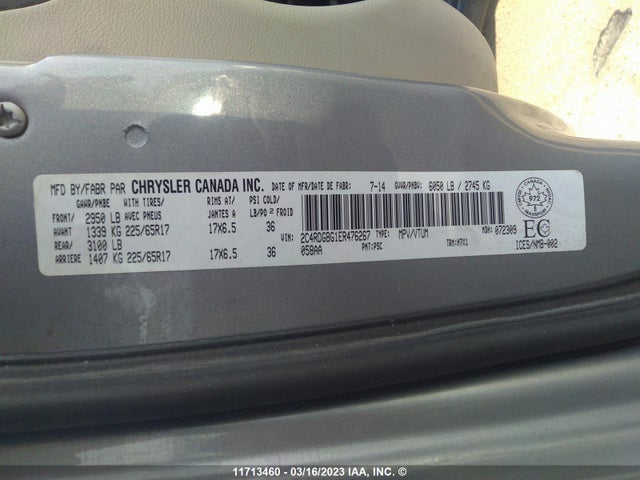 MFD BY/FABR PAR CHRYSLER CANADA INC. DATE OF MFR/DATE DE FABR: 7-14 GVWR/PNBV: 6050 LB / 2745 KG
GAWR/PNBE WITH TIRES/ RIMS AT/ PSI COLD/
FRONT/ 2950 LB AVEC PNEUS JANTES A LB/PO² FROID
AVANT 1339 KG 225/65R17 17X6.5 36
REAR/ 3100 LB
ARRIERE 1407 KG 225/65R17 17X6.5 36
VIN: 2C4RDGBG1ER476267 TYPE: MPV/VTUM MDH: 072309
058AA PNT:PSC TRM:H7X1 ICES/NMB-002
CANADA
972
TRANSPORT
EC
11713460 - 03/16/2023 IAA, INC. ©